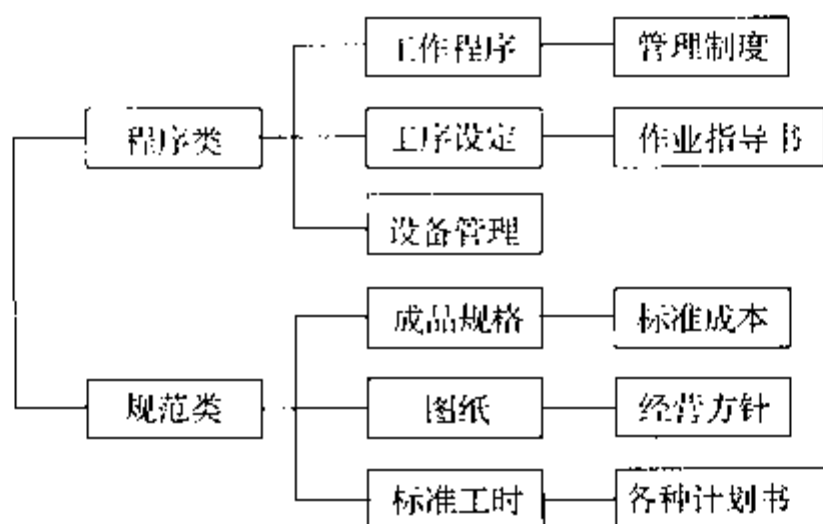 工作程序 管理制度
程序类 工序设定 作业指导书
设备管理
成品规格 标准成本
规范类 图纸 经营方针
标准工时 各种计划书